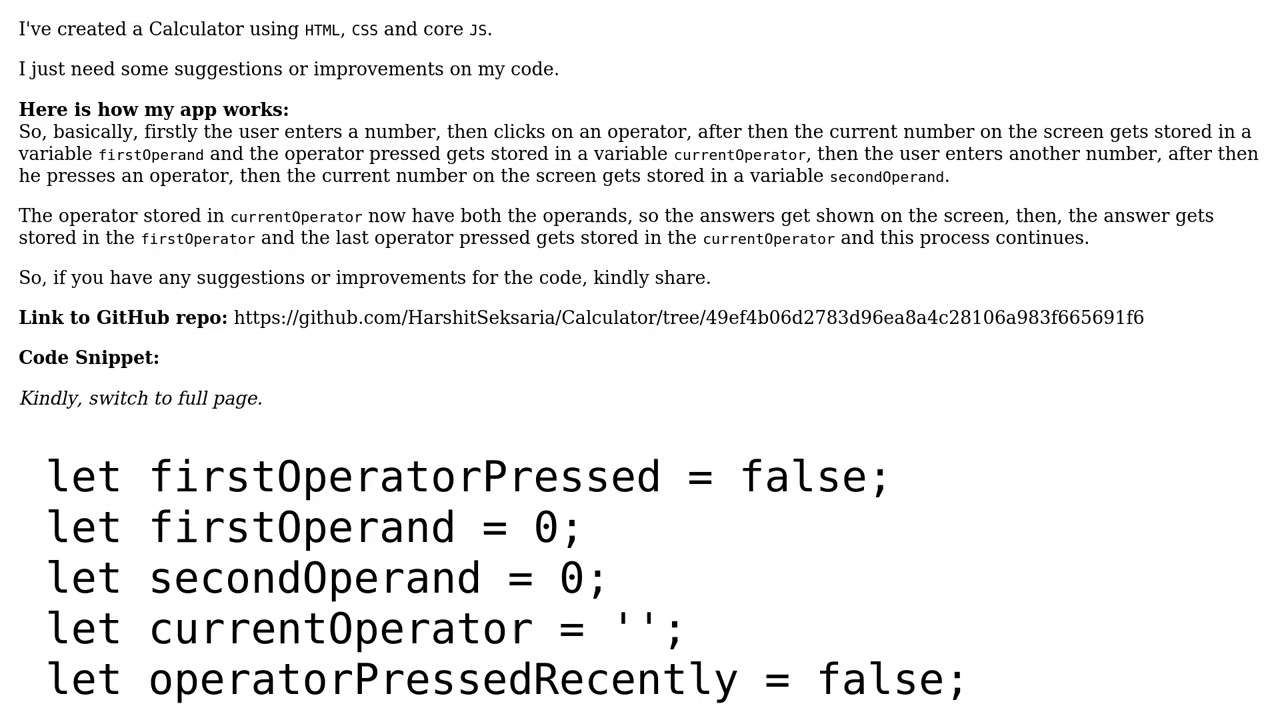 I've created a Calculator using HTML, CSS and core JS.
I just need some suggestions or improvements on my code.
Here is how my app works:
So, basically, firstly the user enters a number, then clicks on an operator, after then the current number on the screen gets stored in a
variable firstOperand and the operator pressed gets stored in a variable currentOperator, then the user enters another number, after then
he presses an operator, then the current number on the screen gets stored in a variable secondOperand.
The operator stored in currentOperator now have both the operands, so the answers get shown on the screen, then, the answer gets
stored in the firstOperator and the last operator pressed gets stored in the currentOperator and this process continues.
So, if you have any suggestions or improvements for the code, kindly share.
Link to GitHub repo: https://github.com/HarshitSeksaria/Calculator/tree/49ef4b06d2783d96ea8a4c28106a983f665691f6
Code Snippet:
Kindly, switch to full page.
let firstOperatorPressed = false;
let firstOperand = 0;
let secondOperand = 0;
let currentOperator = '';
let operatorPressedRecently = false;